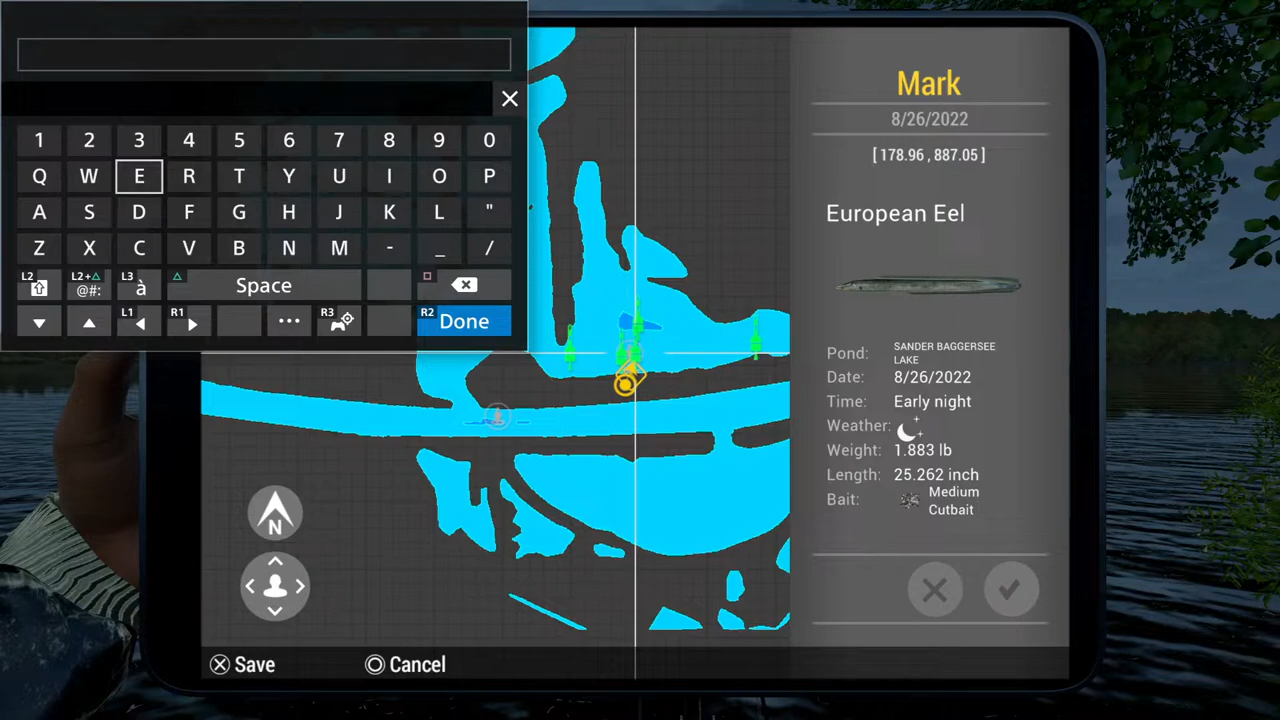 1 2 3 4 5 6 7 8 9 0
Q W E R T Y U I O P
A S D F G H J K L "
Z X C V B N M - _ /
L2 L2+△ @#: L3 à △ Space □
L1 R1 ... R3 R2 Done
Mark
8/26/2022
[ 178.96 , 887.05 ]
European Eel
Pond: SANDER BAGGERSEE
LAKE
Date: 8/26/2022
Time: Early night
Weather:
Weight: 1.883 lb
Length: 25.262 inch
Bait: Medium
Cutbait
N
Save Cancel